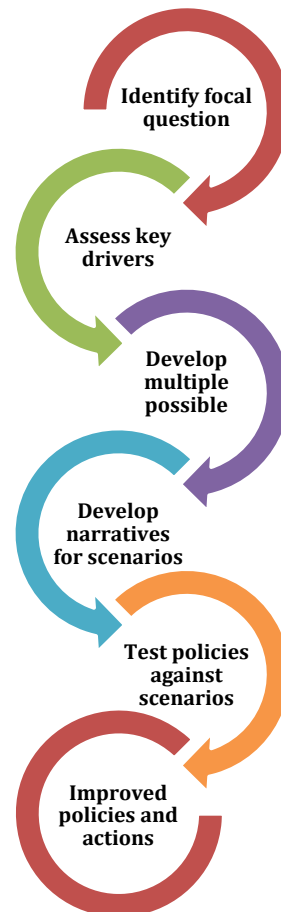 Identify focal
question
Assess key
drivers
Develop
multiple
possible
Develop
narratives
for scenarios
Test policies
against
scenarios
Improved
policies and
actions